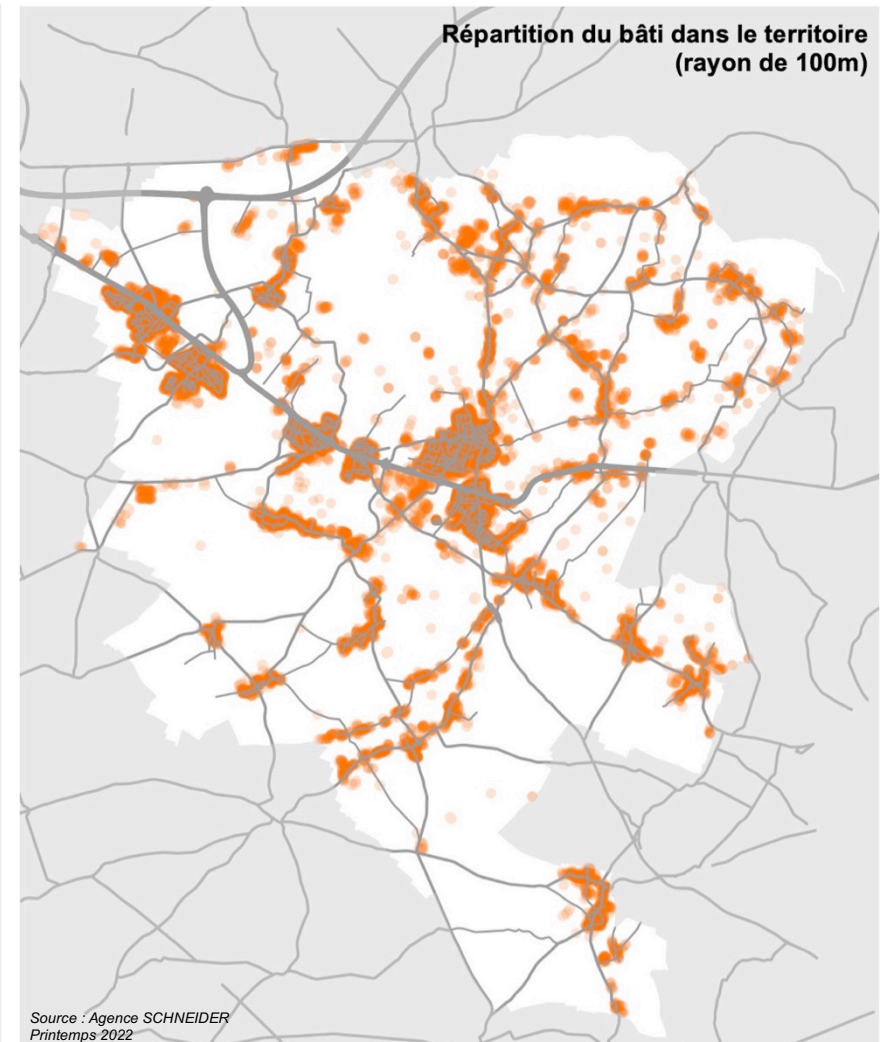 Répartition du bâti dans le territoire
(rayon de 100m)
Source : Agence SCHNEIDER
Printemps 2022